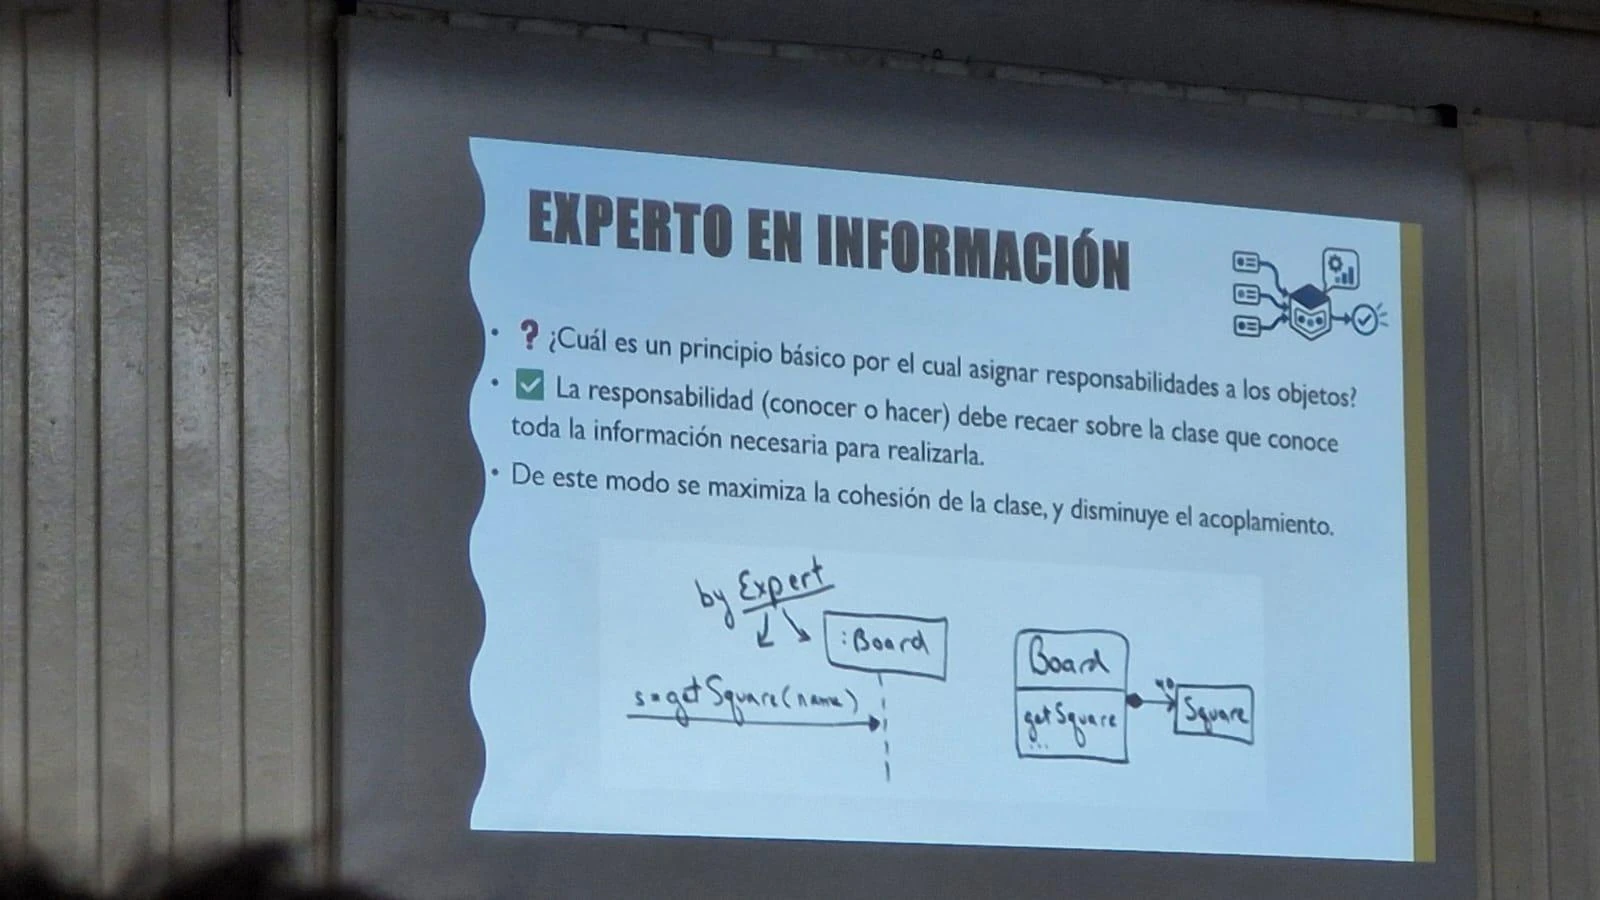 EXPERTO EN INFORMACIÓN
• ❓ ¿Cuál es un principio básico por el cual asignar responsabilidades a los objetos?
• ✅ La responsabilidad (conocer o hacer) debe recaer sobre la clase que conoce
toda la información necesaria para realizarla.
• De este modo se maximiza la cohesión de la clase, y disminuye el acoplamiento.
by Expert
:Board
s=getSquare(name)
Board
getSquare
...
Square